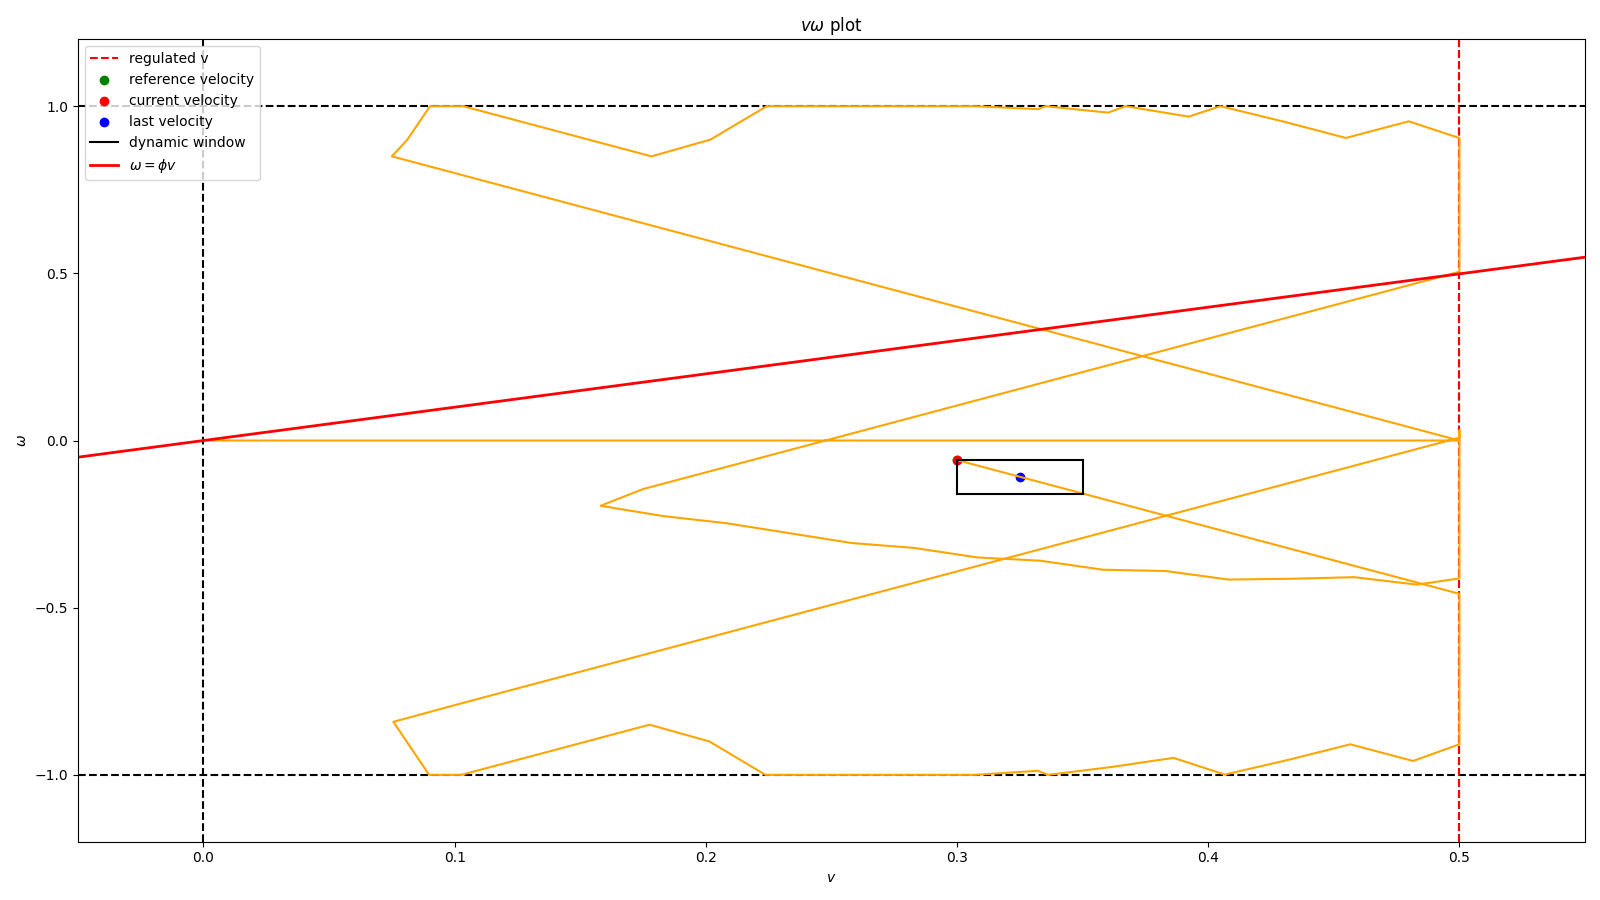 vω plot
regulated v
reference velocity
current velocity
last velocity
dynamic window
ω = ϕv
1.0
0.5
0.0
−0.5
−1.0
ω
0.0 0.1 0.2 0.3 0.4 0.5
v